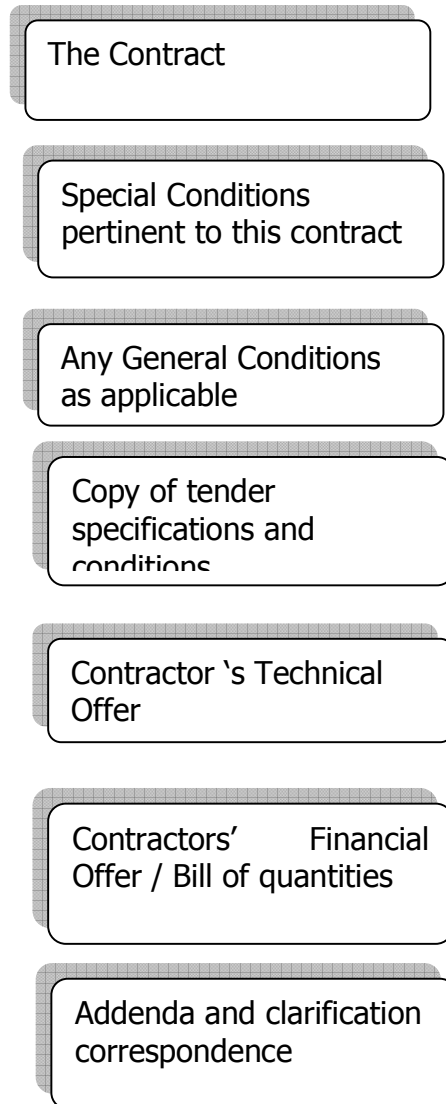 The Contract
Special Conditions
pertinent to this contract
Any General Conditions
as applicable
Copy of tender
specifications and
conditions
Contractor ‘s Technical
Offer
Contractors’ Financial
Offer / Bill of quantities
Addenda and clarification
correspondence